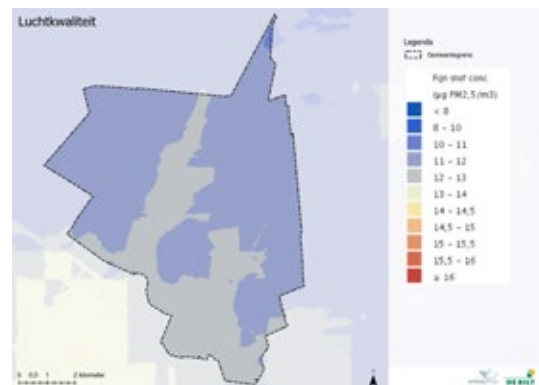 Luchtkwaliteit
Legenda
Gemeentegrens
Fijn stof conc.
(µg PM2,5/m3)
< 8
8 - 10
10 - 11
11 - 12
12 - 13
13 - 14
14 - 14,5
14,5 - 15
15 - 15,5
15,5 - 16
≥ 16
0 0,5 1 2 kilometer
DE BILT